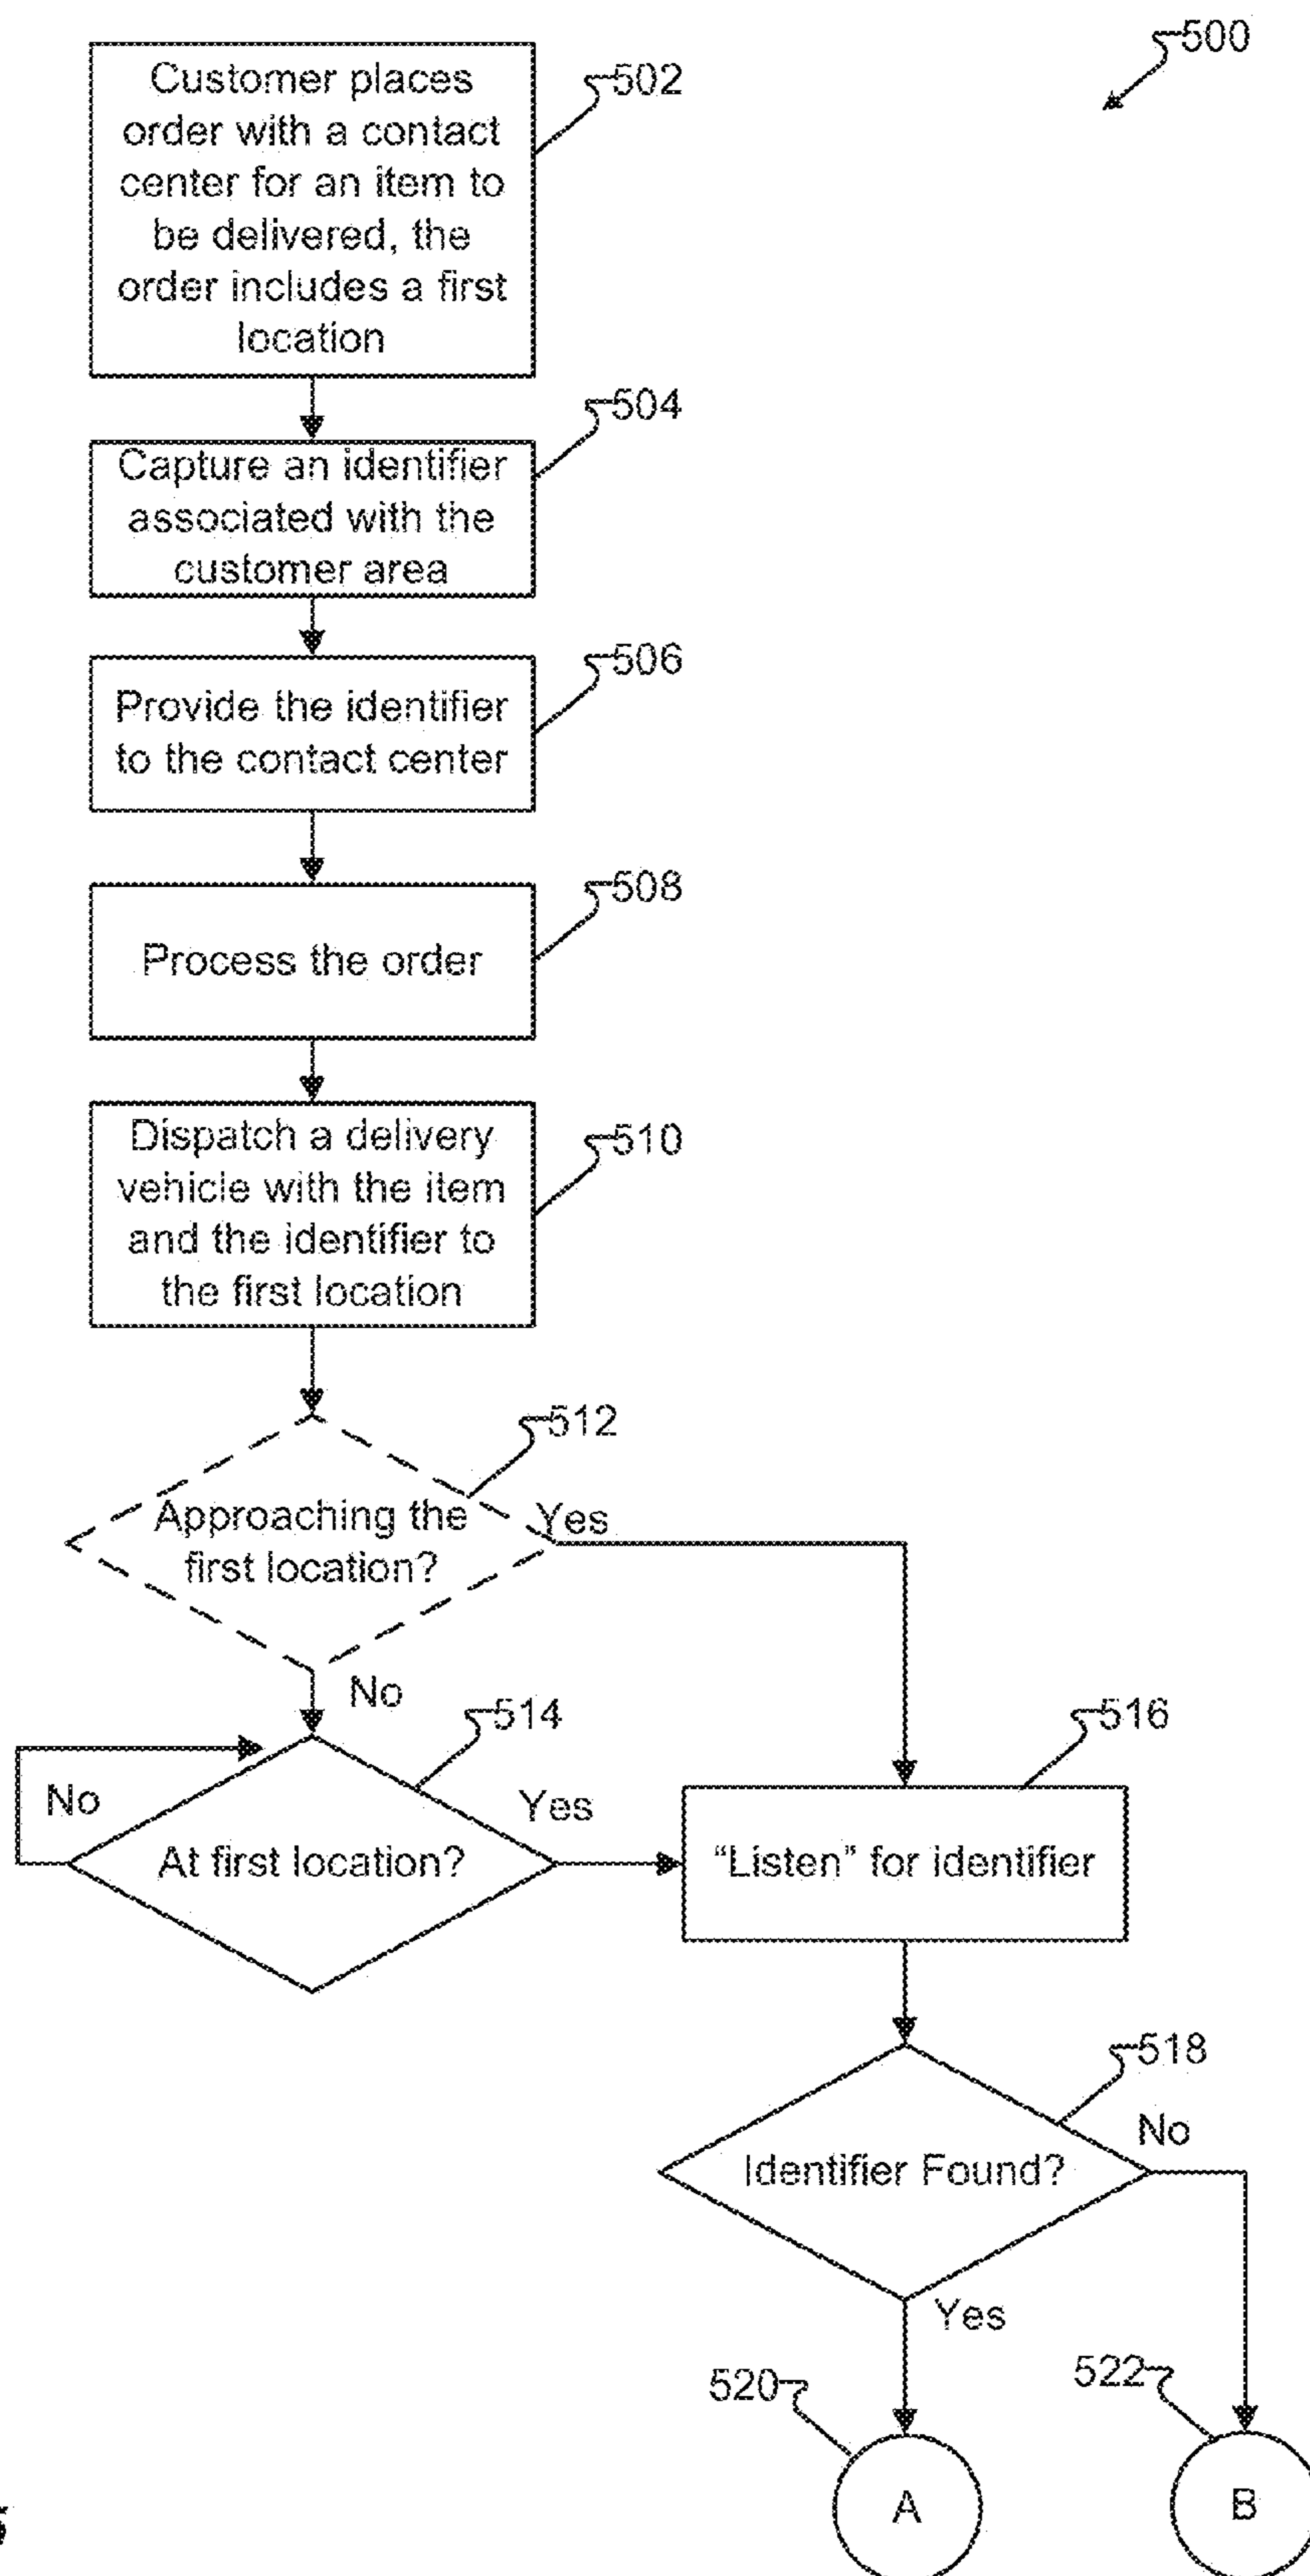 500
Customer places
order with a contact
center for an item to
be delivered, the
order includes a first
location
502
Capture an identifier
associated with the
customer area
504
Provide the identifier
to the contact center
506
Process the order
508
Dispatch a delivery
vehicle with the item
and the identifier to
the first location
510
512
Approaching the
first location?
Yes
No
514
At first location?
No
Yes
516
“Listen” for identifier
518
Identifier Found?
No
Yes
520
A
522
B